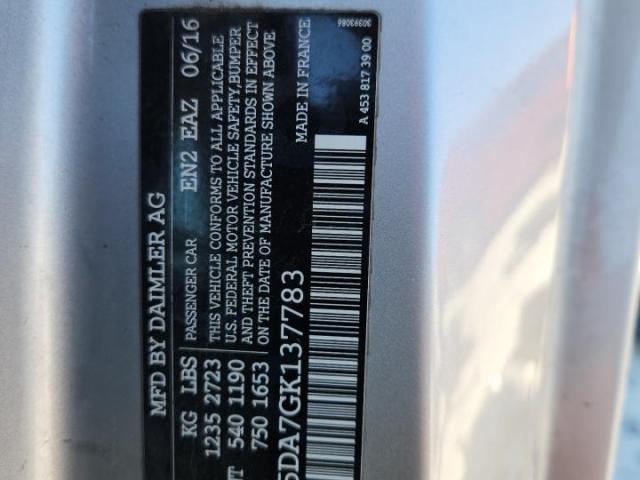 MFD BY DAIMLER AG
KG LBS PASSENGER CAR EN2 EAZ 06/16
1235 2723 THIS VEHICLE CONFORMS TO ALL APPLICABLE
540 1190 U.S. FEDERAL MOTOR VEHICLE SAFETY,BUMPER
750 1653 AND THEFT PREVENTION STANDARDS IN EFFECT
ON THE DATE OF MANUFACTURE SHOWN ABOVE.
5DA7GK137783
MADE IN FRANCE
30393086
A 453 817 39 00